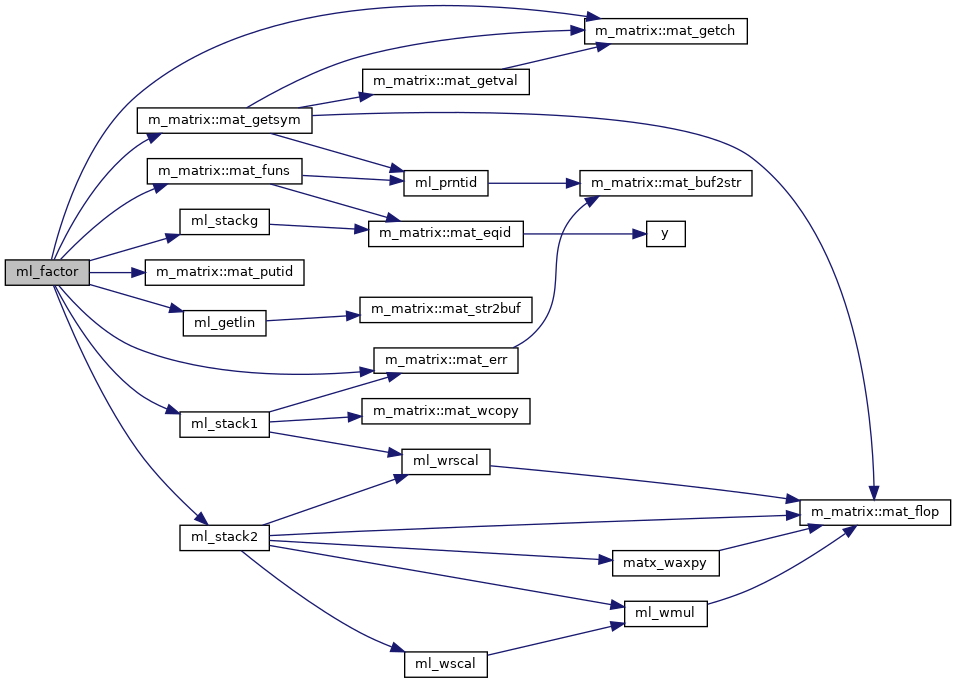 m_matrix::mat_getch
m_matrix::mat_getval
m_matrix::mat_getsym
m_matrix::mat_funs
ml_prntid
m_matrix::mat_buf2str
ml_stackg
m_matrix::mat_eqid
y
ml_factor
m_matrix::mat_putid
ml_getlin
m_matrix::mat_str2buf
m_matrix::mat_err
ml_stack1
m_matrix::mat_wcopy
ml_wrscal
m_matrix::mat_flop
ml_stack2
matx_waxpy
ml_wmul
ml_wscal